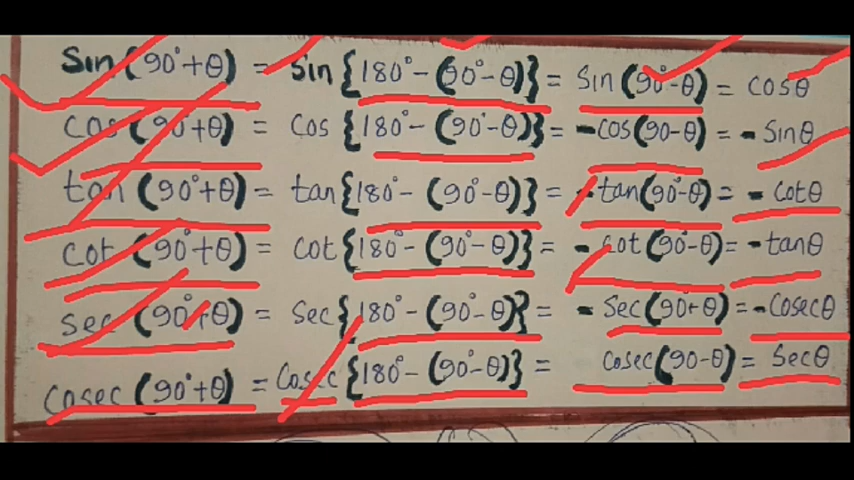 Sin (90°+θ) = Sin {180°-(90°-θ)} = Sin (90°-θ) = COSθ
COS (90°+θ) = COS {180°-(90°-θ)} = -COS(90-θ) = - Sinθ
tan (90°+θ) = tan{180°- (90°-θ)} = -tan(90°-θ) = - Cotθ
Cot (90°+θ) = Cot{180°-(90°-θ)} = - Cot (90°-θ) = -tanθ
Sec (90°+θ) = Sec{180°-(90°-θ)} = - Sec(90+θ) = -Cosecθ
Cosec (90°+θ) = Cosec {180°-(90°-θ)} = Cosec(90-θ) = Secθ